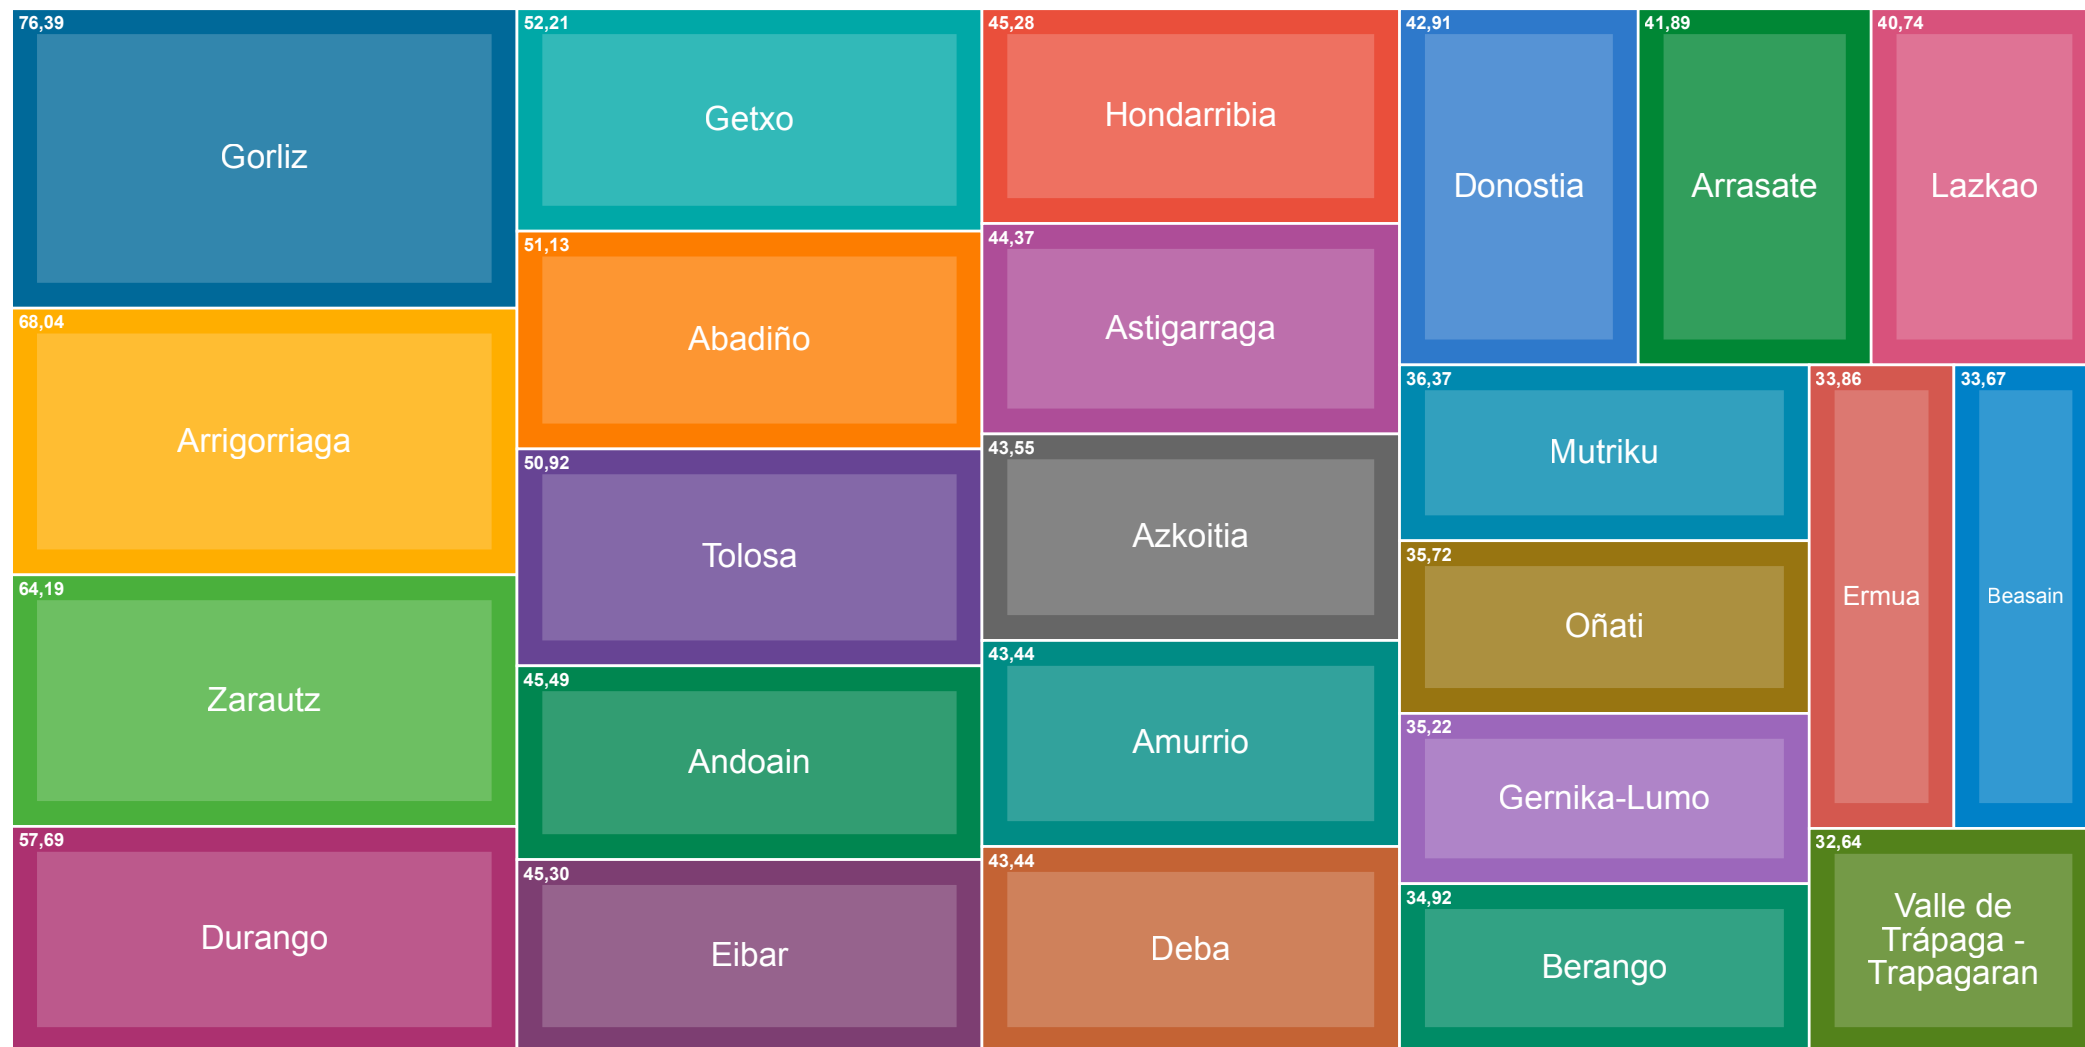 76,39
Gorliz
68,04
Arrigorriaga
64,19
Zarautz
57,69
Durango
52,21
Getxo
51,13
Abadiño
50,92
Tolosa
45,49
Andoain
45,30
Eibar
45,28
Hondarribia
44,37
Astigarraga
43,55
Azkoitia
43,44
Amurrio
43,44
Deba
42,91
Donostia
41,89
Arrasate
40,74
Lazkao
36,37
Mutriku
35,72
Oñati
35,22
Gernika-Lumo
34,92
Berango
33,86
Ermua
33,67
Beasain
32,64
Valle de
Trápaga -
Trapagaran